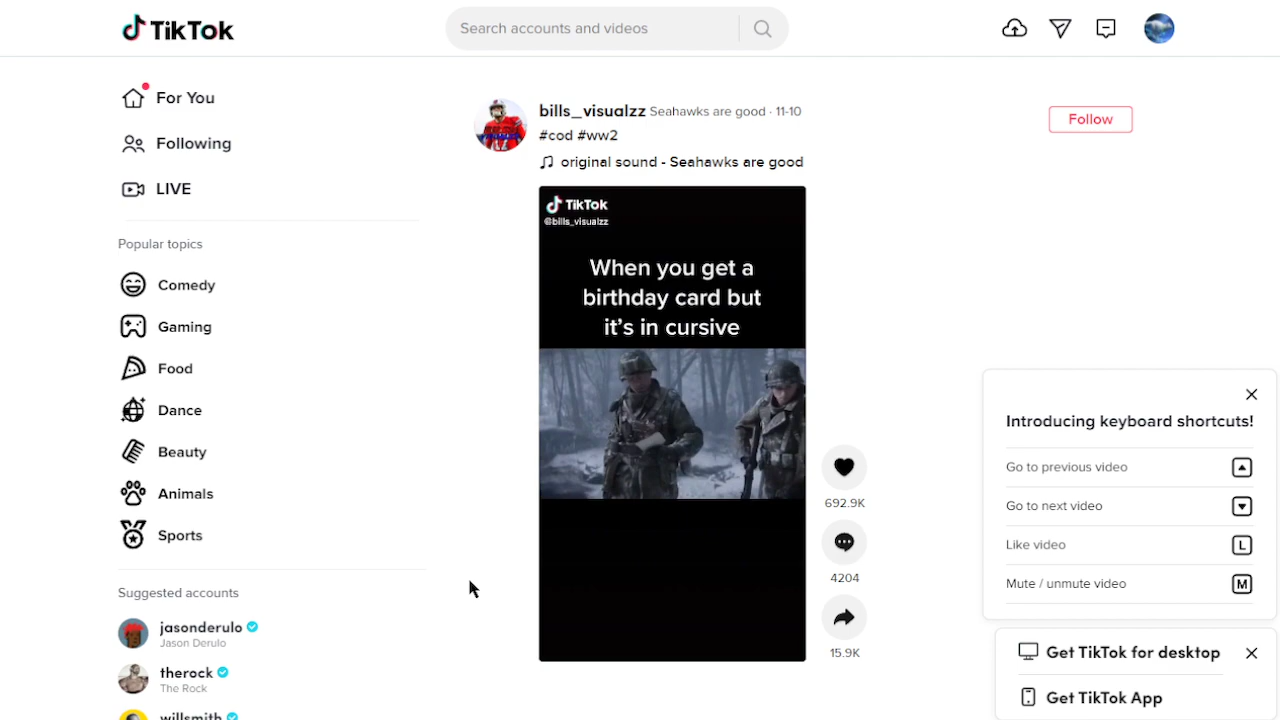 TikTok
Search accounts and videos
For You
Following
LIVE
Popular topics
Comedy
Gaming
Food
Dance
Beauty
Animals
Sports
Suggested accounts
jasonderulo
Jason Derulo
therock
The Rock
willsmith
bills_visualzz Seahawks are good · 11-10
#cod #ww2
original sound - Seahawks are good
Follow
TikTok
@bills_visualzz
When you get a
birthday card but
it's in cursive
692.9K
4204
15.9K
Introducing keyboard shortcuts!
Go to previous video
Go to next video
Like video L
Mute / unmute video M
Get TikTok for desktop
Get TikTok App